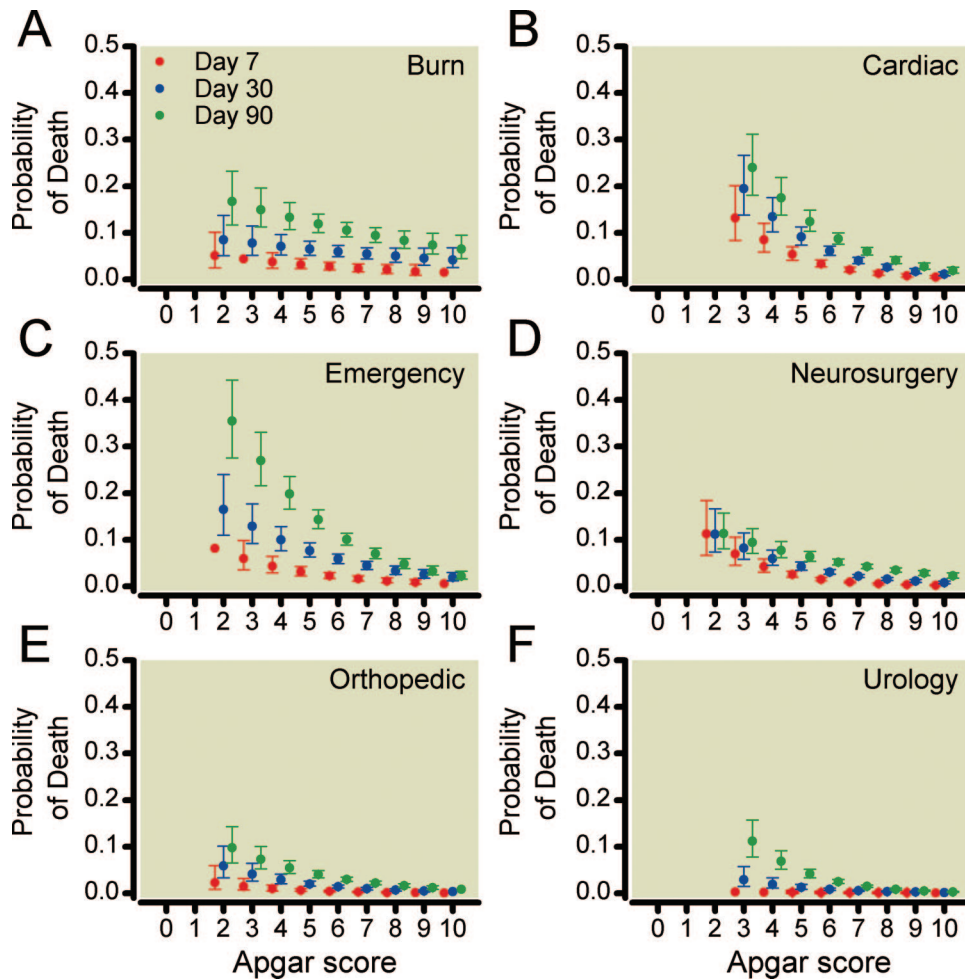 A
B
0.5
0.4
0.3
0.2
0.1
0.0
Probability
of Death
Day 7
Day 30
Day 90
Burn
0 1 2 3 4 5 6 7 8 9 10
0.5
0.4
0.3
0.2
0.1
0.0
Probability
of Dability
Cardiac
0 1 2 3 4 5 6 7 8 9 10
C
D
0.5
0.4
0.3
0.2
0.1
0.0
Probability
of Death
Emergency
0 1 2 3 4 5 6 7 8 9 10
0.5
0.4
0.3
0.2
0.1
0.0
Probability
of Death
Neurosurgery
0 1 2 3 4 5 6 7 8 9 10
E
F
0.5
0.4
0.3
0.2
0.1
0.0
Probability
of Death
Orthopedic
0 1 2 3 4 5 6 7 8 9 10
Apgar score
0.5
0.4
0.3
0.2
0.1
0.0
Probability
of Death
Urology
0 1 2 3 4 5 6 7 8 9 10
Apgar score